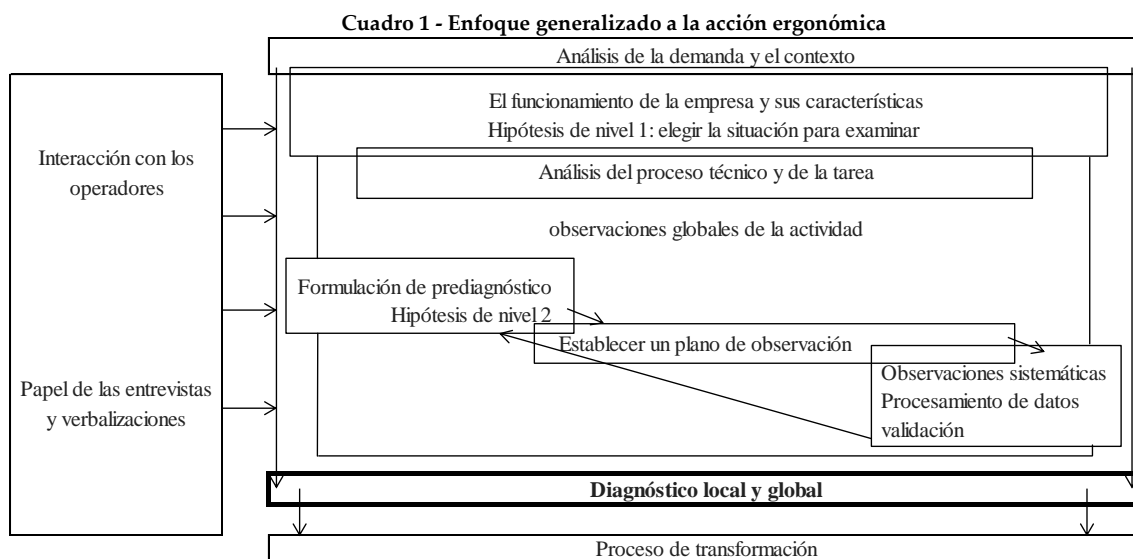 Cuadro 1 - Enfoque generalizado a la acción ergonómica
Análisis de la demanda y el contexto
El funcionamiento de la empresa y sus características
Hipótesis de nivel 1: elegir la situación para examinar
Interacción con los
operadores
Análisis del proceso técnico y de la tarea
observaciones globales de la actividad
Formulación de prediagnóstico
Hipótesis de nivel 2
Establecer un plano de observación
Papel de las entrevistas
y verbalizaciones
Observaciones sistemáticas
Procesamiento de datos
validación
Diagnóstico local y global
Proceso de transformación